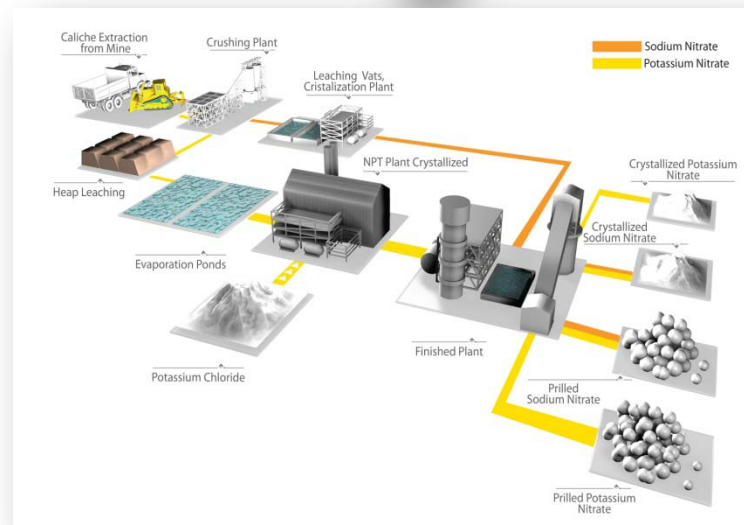 Caliche Extraction
from Mine
Crushing Plant
Sodium Nitrate
Potassium Nitrate
Leaching Vats,
Cristalization Plant
NPT Plant Crystallized
Crystallized Potassium
Nitrate
Heap Leaching
Crystallized
Sodium Nitrate
Evaporation Ponds
Finished Plant
Potassium Chloride
Prilled
Sodium Nitrate
Prilled Potassium
Nitrate